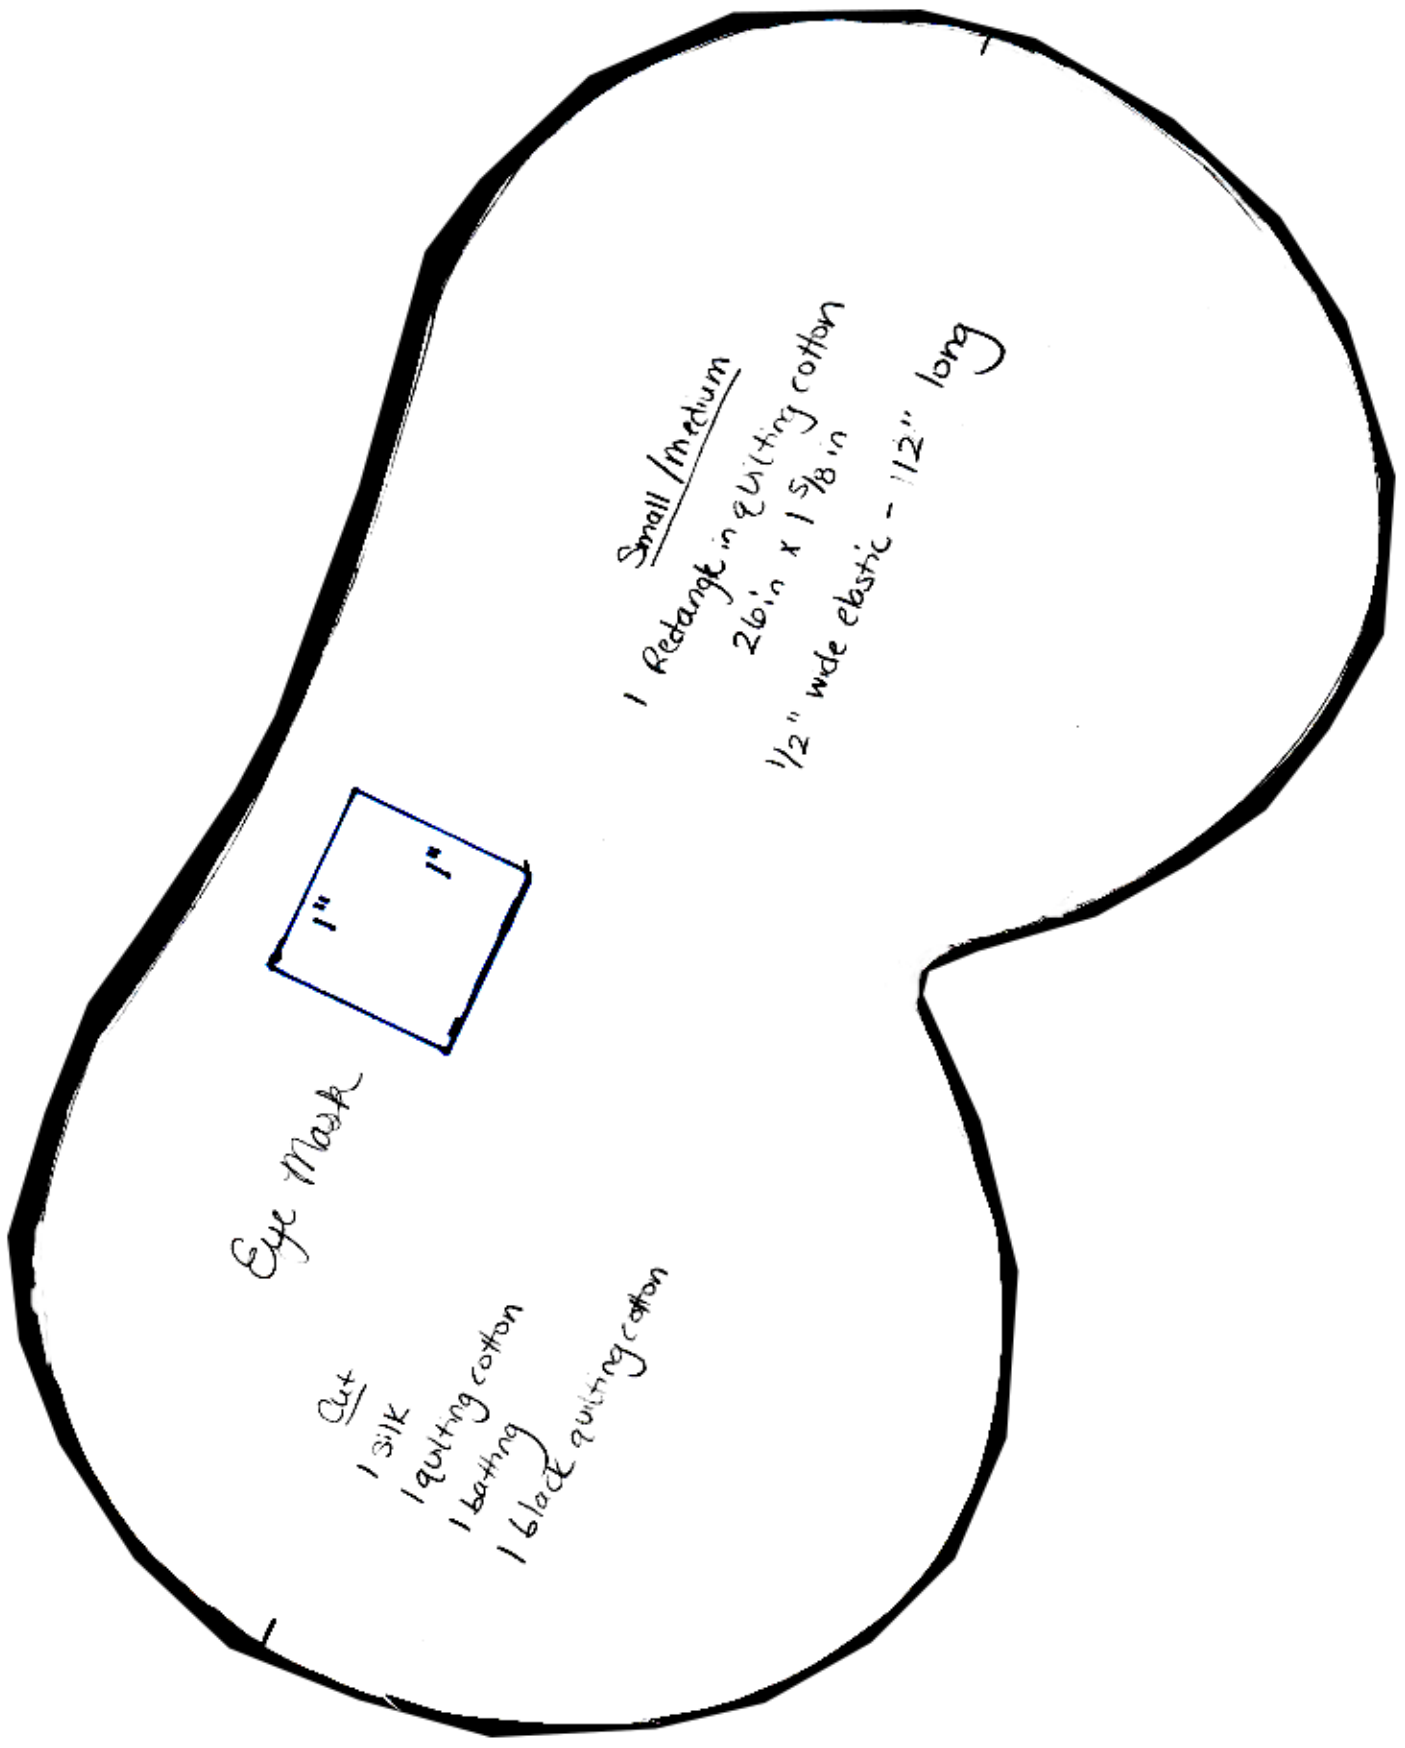 Eye Mask
1"
1"
Cut
1 silk
1 quilting cotton
1 batting
1 black quilting cotton
Small/medium
1 Rectangle in quilting cotton
26in x 1 5/8 in
1/2" wide elastic - 112" long